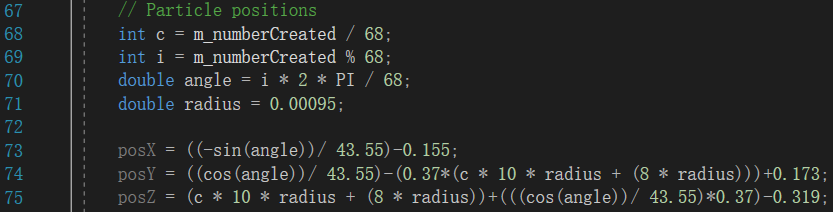 67 // Particle positions
68 int c = m_numberCreated / 68;
69 int i = m_numberCreated % 68;
70 double angle = i * 2 * PI / 68;
71 double radius = 0.00095;
72
73 posX = ((-sin(angle))/ 43.55)-0.155;
74 posY = ((cos(angle))/ 43.55)-(0.37*(c * 10 * radius + (8 * radius)))+0.173;
75 posZ = (c * 10 * radius + (8 * radius))+(((cos(angle))/ 43.55)*0.37)-0.319;